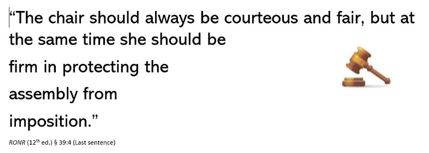 “The chair should always be courteous and fair, but at
the same time she should be
firm in protecting the
assembly from
imposition.”
RONR (12th ed.) § 39:4 (Last sentence)